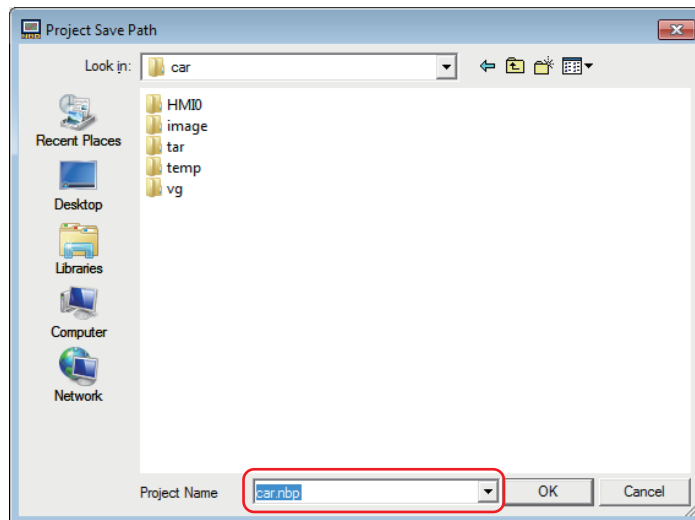 Project Save Path
Look in: car
HMI0
image
tar
temp
vg
Recent Places
Desktop
Libraries
Computer
Network
Project Name car.nbp OK Cancel